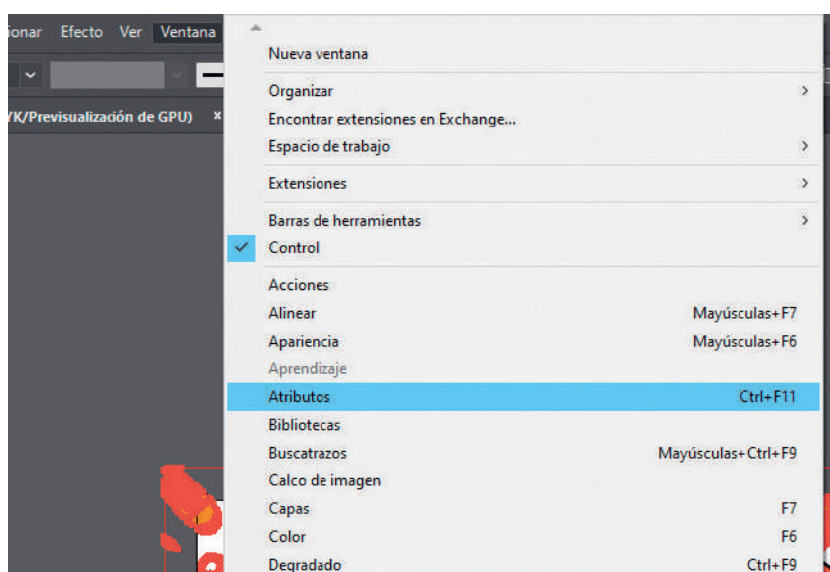 ionar Efecto Ver Ventana
YK/Previsualización de GPU) ×
Nueva ventana
Organizar
Encontrar extensiones en Exchange...
Espacio de trabajo
Extensiones
Barras de herramientas
Control
Acciones
Alinear Mayúsculas+F7
Apariencia Mayúsculas+F6
Aprendizaje
Atributos Ctrl+F11
Bibliotecas
Buscatrazos Mayúsculas+Ctrl+F9
Calco de imagen
Capas F7
Color F6
Degradado Ctrl+F9